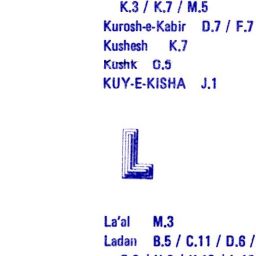 K.3 / K.7 / M.5
Kurosh-e-Kabir D.7 / F.7
Kushesh K.7
Kushk G.5
KUY-E-KISHA J.1
L
La'al M.3
Ladan B.5 / C.11 / D.6 /